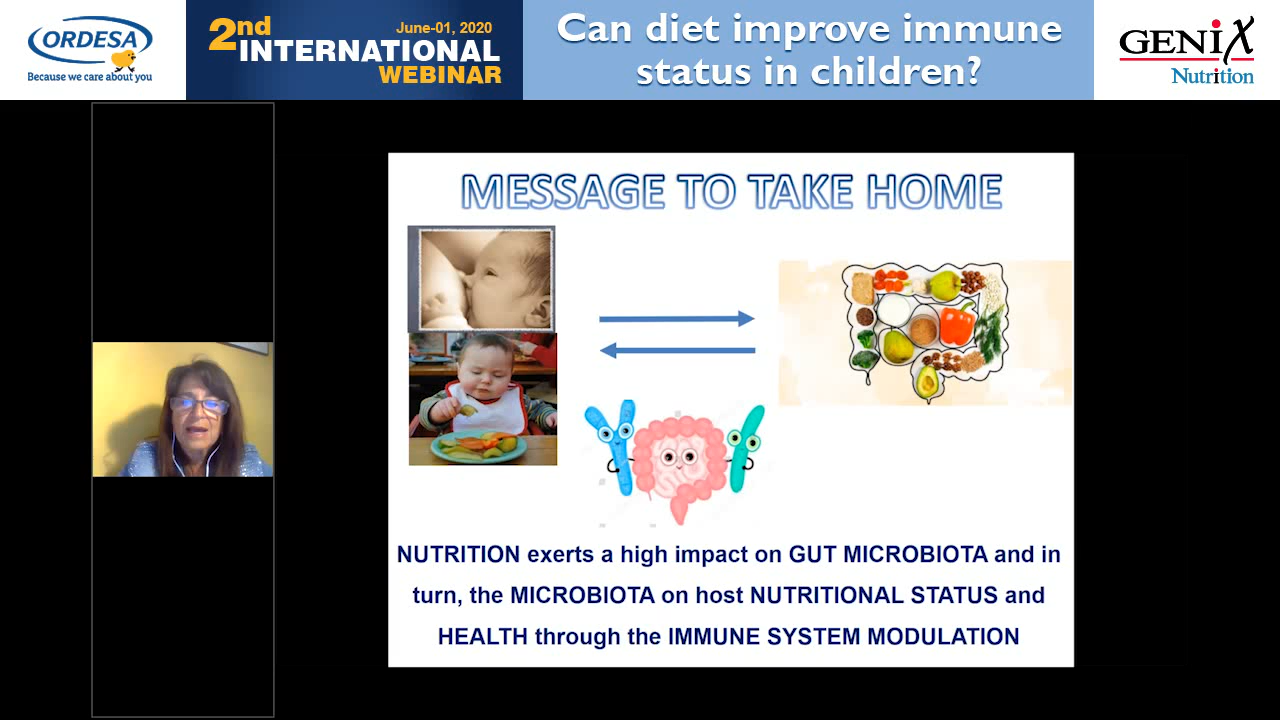 ORDESA
Because we care about you
2nd
June-01, 2020
INTERNATIONAL
WEBINAR
Can diet improve immune
status in children?
GENiX
Nutrition
MESSAGE TO TAKE HOME
NUTRITION exerts a high impact on GUT MICROBIOTA and in
turn, the MICROBIOTA on host NUTRITIONAL STATUS and
HEALTH through the IMMUNE SYSTEM MODULATION